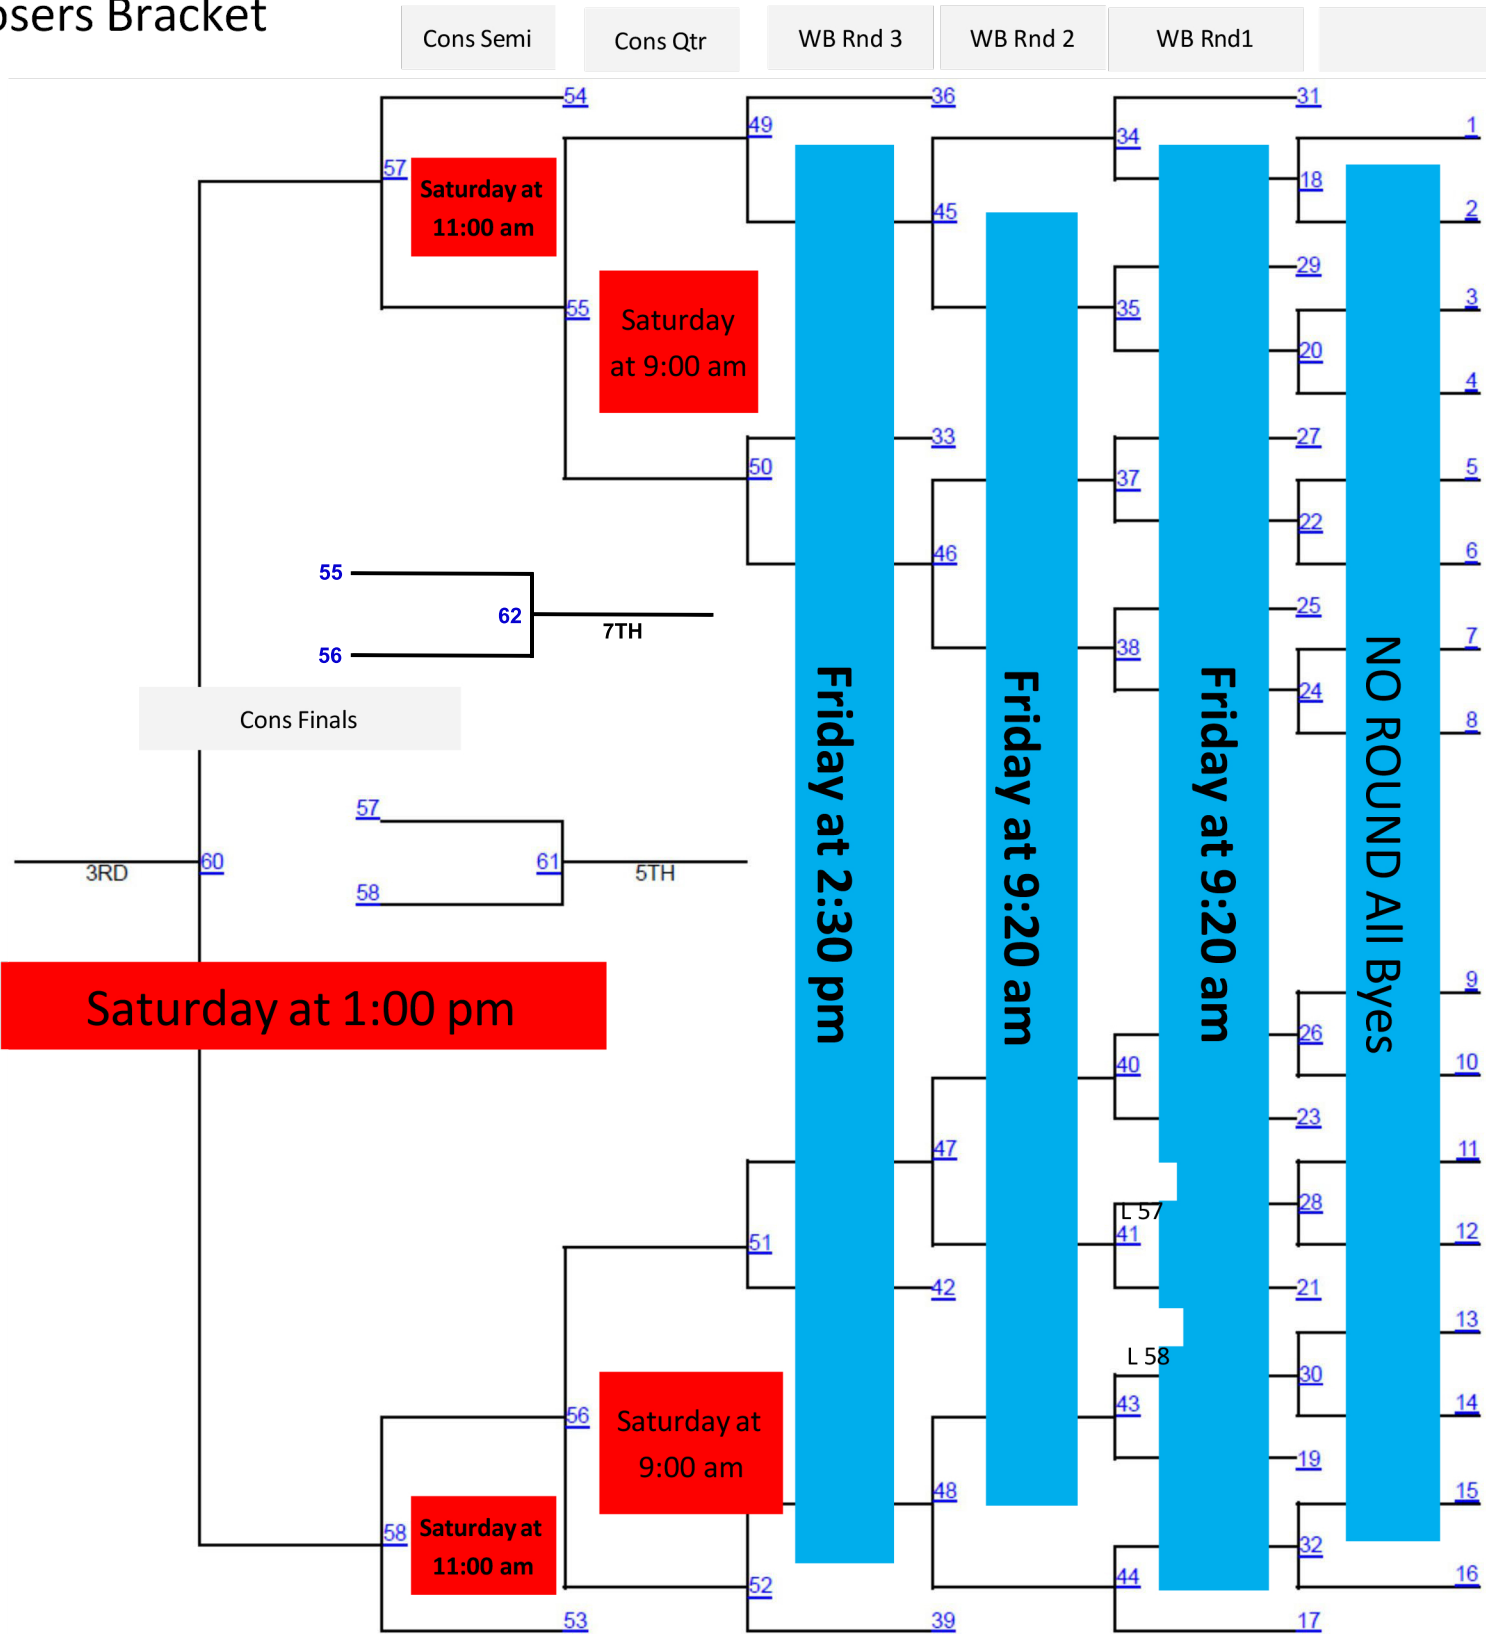 osers Bracket
Cons Semi
Cons Qtr
WB Rnd 3
WB Rnd 2
WB Rnd1
54
36
31
49
34
1
57
18
Saturday at
11:00 am
45
2
29
55
35
3
Saturday
at 9:00 am
20
4
33
27
50
37
5
22
46
6
55
25
62
7TH
38
7
56
24
8
Cons Finals
NO ROUND All Byes
Friday at 2:30 pm
Friday at 9:20 am
Friday at 9:20 am
57
3RD
60
61
5TH
58
Saturday at 1:00 pm
9
26
40
10
23
47
11
28
L 57
51
41
12
42
21
13
L 58
30
56
43
14
Saturday at
9:00 am
19
48
15
58
Saturday at
11:00 am
32
52
44
16
53
39
17